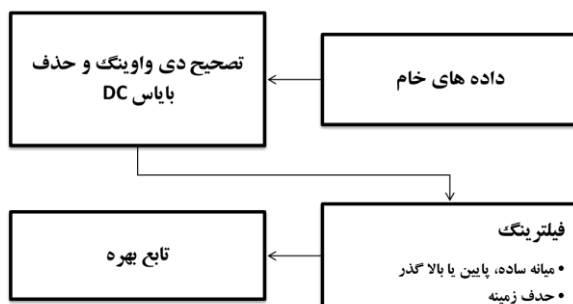 داده های خام
تصحیح دی واوینگ و حذف
بایاس DC
فیلترینگ
• میانه ساده، پایین یا بالا گذر
• حذف زمینه
تابع بهره